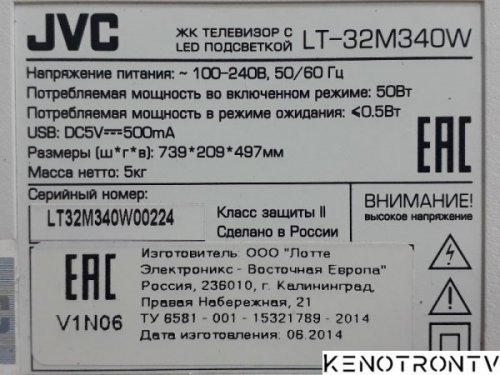 JVC
ЖК ТЕЛЕВИЗОР С
LED ПОДСВЕТКОЙ
LT-32M340W
Напряжение питания: ~ 100-240В, 50/60 Гц
Потребляемая мощность во включенном режиме: 50Вт
Потребляемая мощность в режиме ожидания: ≤0.5Вт
USB: DC5V⎓500mA
Размеры (ш*г*в): 739*209*497мм
Масса нетто: 5кг
EAC
Серийный номер:
LT32M340W00224
Класс защиты II
Сделано в России
ВНИМАНИЕ!
высокое напряжение
EAC
V1N06
Изготовитель: ООО "Лотте
Электроникс - Восточная Европа"
Россия, 236010, г. Калининград,
Правая Набережная, 21
ТУ 6581 - 001 - 15321789 - 2014
Дата изготовления: 06.2014
KENOTRONTV